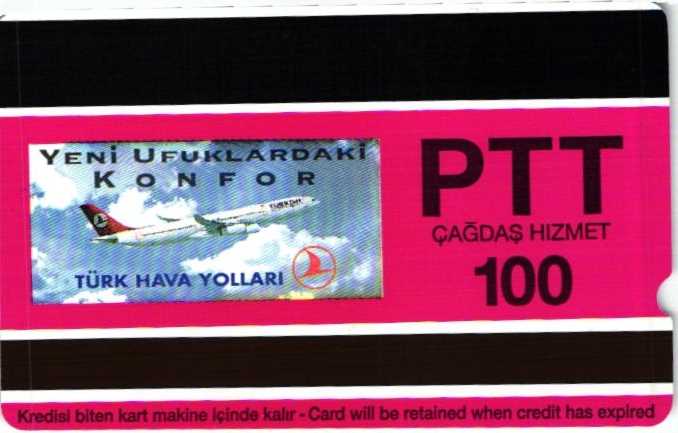 YENİ UFUKLARDAKİ
KONFOR
TURKISH
TÜRK HAVA YOLLARI
PTT
ÇAĞDAŞ HIZMET
100
Kredisi biten kart makine içinde kalır - Card will be retained when credit has expired